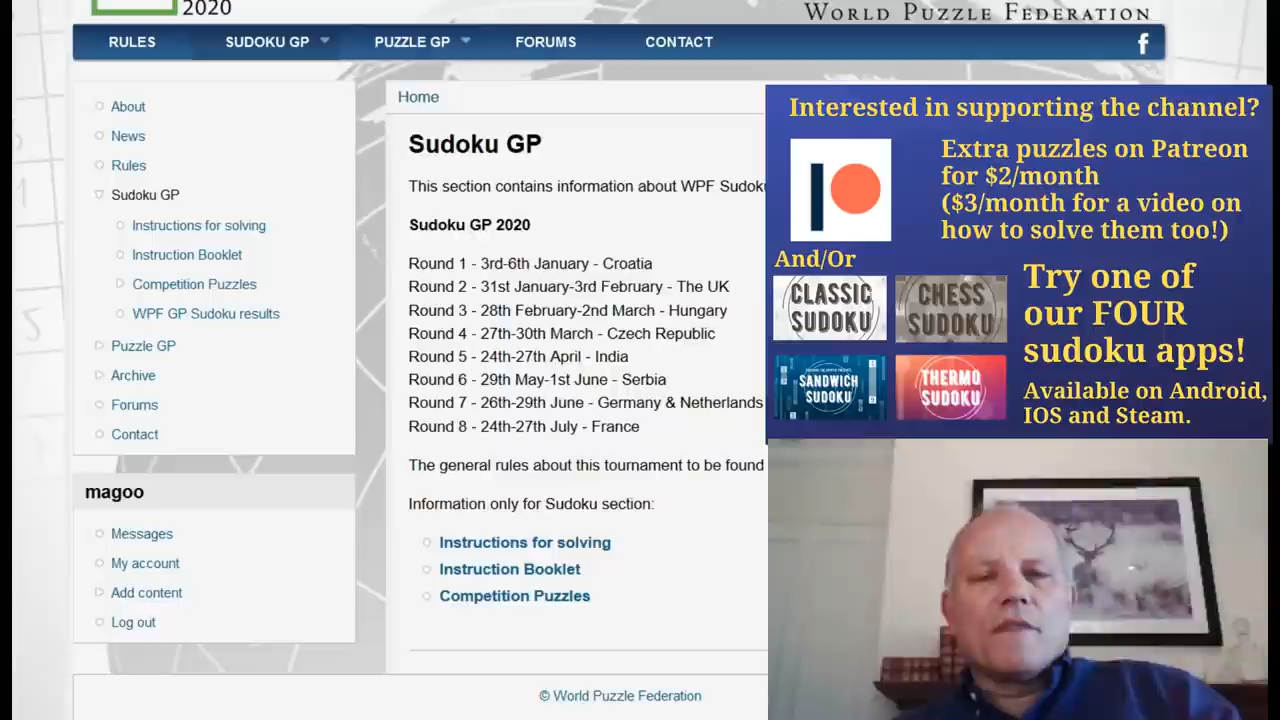 2020
WORLD PUZZLE FEDERATION
RULES
SUDOKU GP
PUZZLE GP
FORUMS
CONTACT
f
About
News
Rules
Sudoku GP
Instructions for solving
Instruction Booklet
Competition Puzzles
WPF GP Sudoku results
Puzzle GP
Archive
Forums
Contact
magoo
Messages
My account
Add content
Log out
Home
Sudoku GP
This section contains information about WPF Sudoku
Sudoku GP 2020
Round 1 - 3rd-6th January - Croatia
Round 2 - 31st January-3rd February - The UK
Round 3 - 28th February-2nd March - Hungary
Round 4 - 27th-30th March - Czech Republic
Round 5 - 24th-27th April - India
Round 6 - 29th May-1st June - Serbia
Round 7 - 26th-29th June - Germany & Netherlands
Round 8 - 24th-27th July - France
The general rules about this tournament to be found
Information only for Sudoku section:
Instructions for solving
Instruction Booklet
Competition Puzzles
© World Puzzle Federation
Interested in supporting the channel?
Extra puzzles on Patreon
for $2/month
($3/month for a video on
how to solve them too!)
And/Or
CLASSIC
SUDOKU
CHESS
SUDOKU
SANDWICH
SUDOKU
THERMO
SUDOKU
Try one of
our FOUR
sudoku apps!
Available on Android,
IOS and Steam.